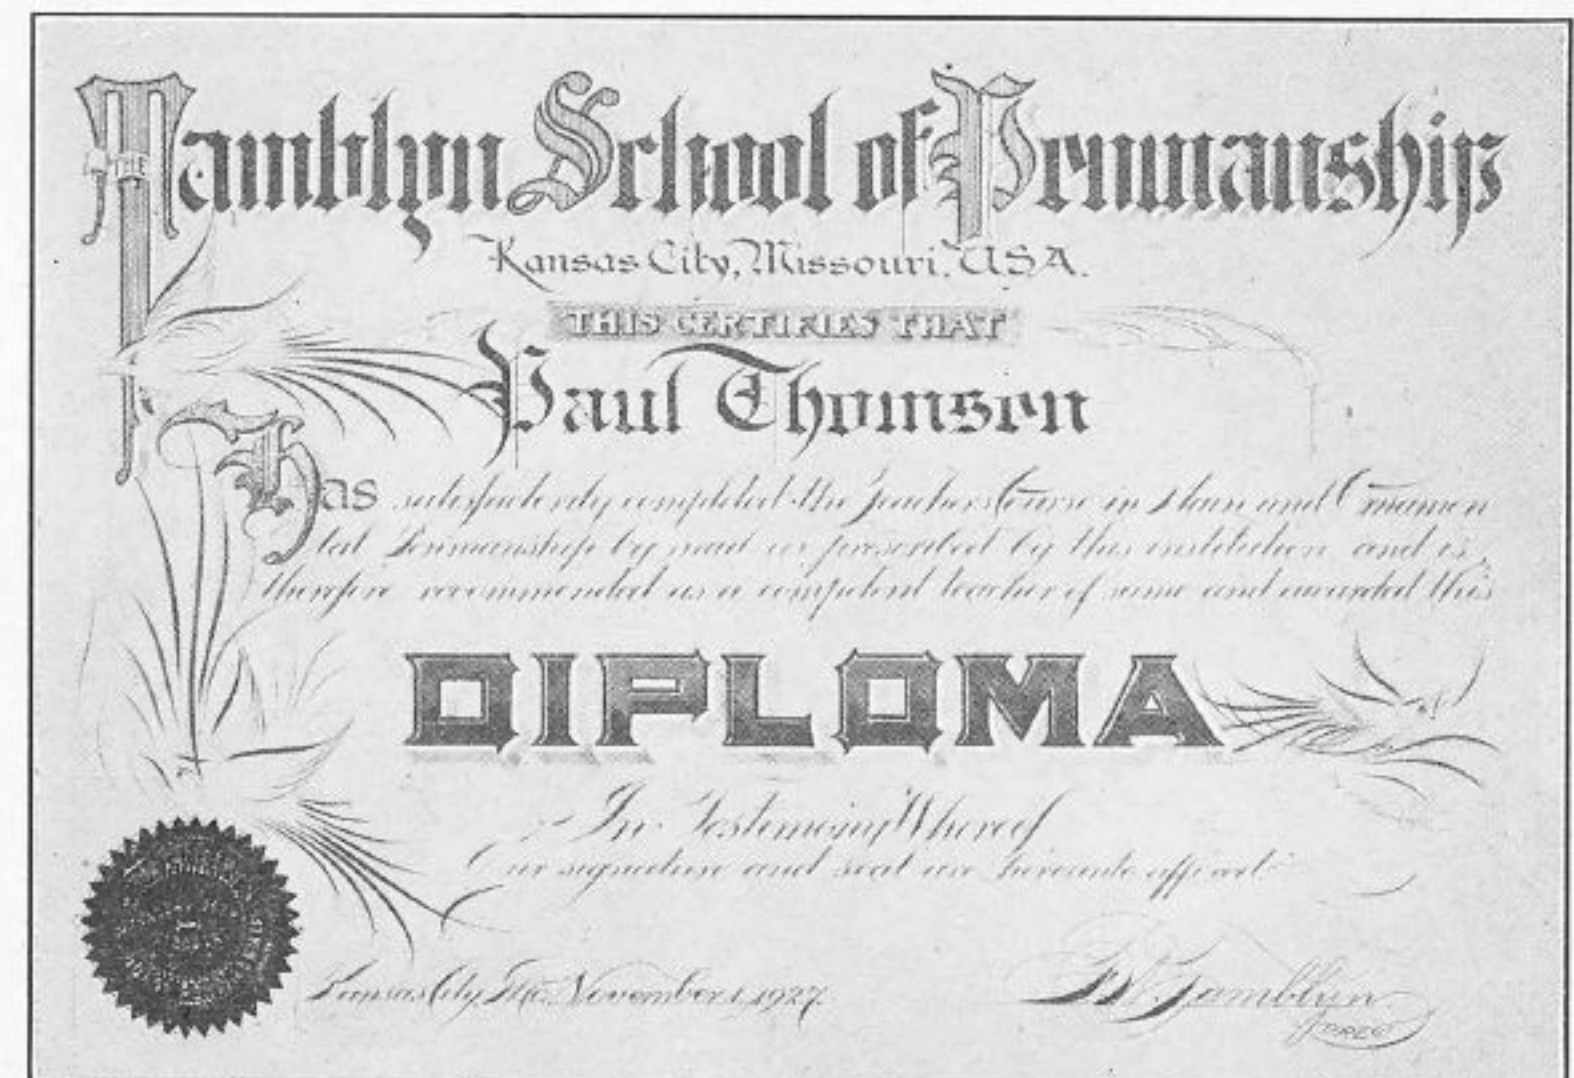 Tamblyn School of Penmanship
Kansas City, Missouri, U.S.A.
THIS CERTIFIES THAT
Paul Thomsen
Has satisfactorily completed the Teachers Course in Plain and Ornamen
tal Penmanship by mail as prescribed by this institution and is
therefore recommended as a competent teacher of same and awarded this
DIPLOMA
In Testimony Whereof
Our signature and seal are hereunto affixed
Kansas City, Mo. November 1, 1927.
F.W. Tamblyn
DIREC